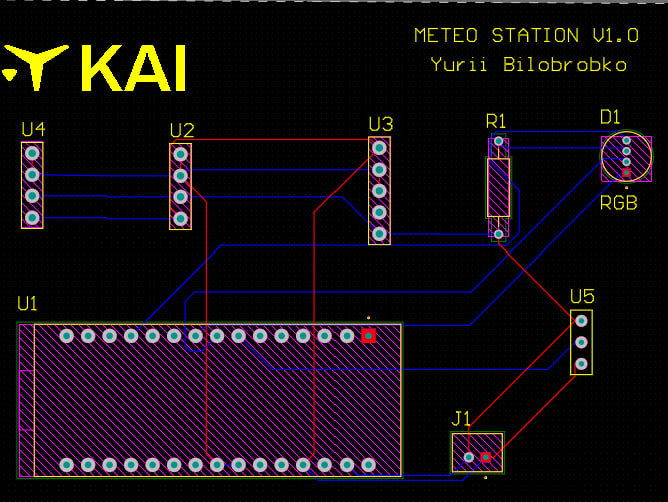 METEO STATION V1.0
KAI
Yurii Bilobrobko
U4
U2
U3
R1
D1
RGB
U1
U5
J1